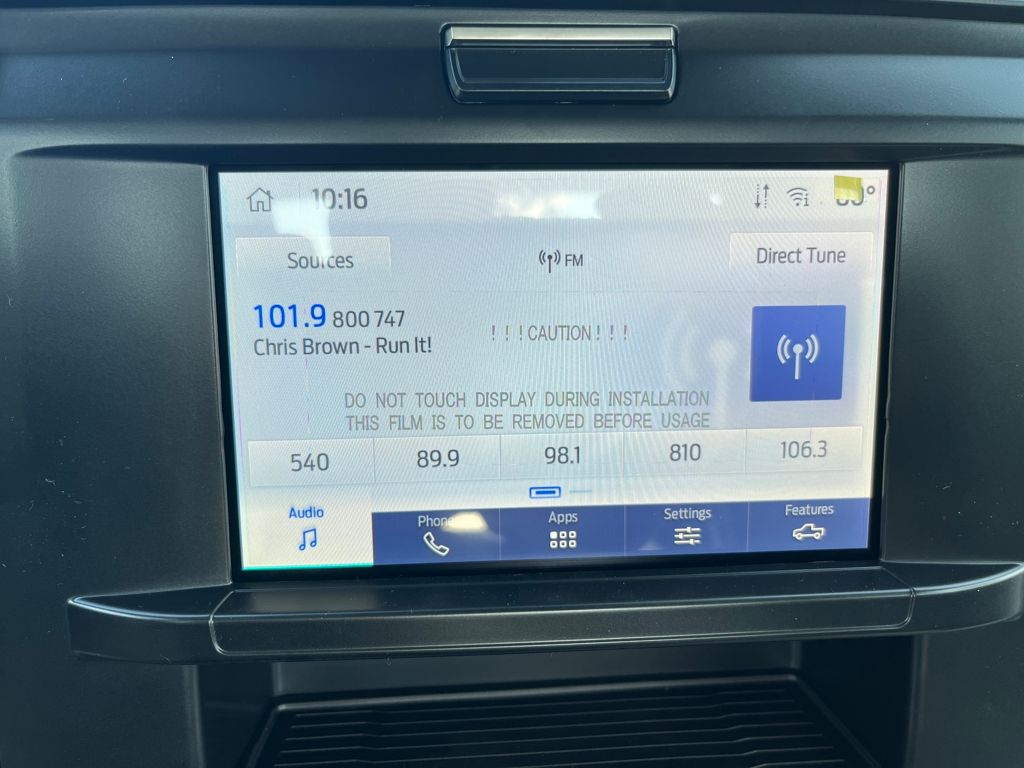 10:16
Sources
FM
Direct Tune
101.9 800 747
Chris Brown - Run It!
! ! ! CAUTION ! ! !
DO NOT TOUCH DISPLAY DURING INSTALLATION
THIS FILM IS TO BE REMOVED BEFORE USAGE
540 89.9 98.1 810 106.3
Audio Phone Apps Settings Features